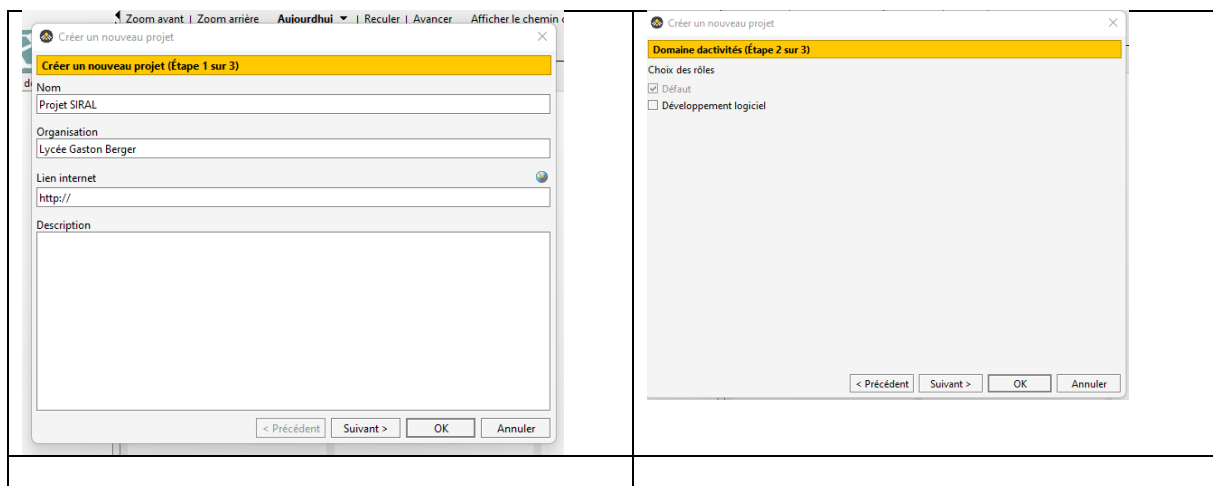 Zoom avant | Zoom arrière Aujourdhui | Reculer | Avancer Afficher le chemin
Créer un nouveau projet
Créer un nouveau projet (Étape 1 sur 3)
Nom
Projet SIRAL
Organisation
Lycée Gaston Berger
Lien internet
http://
Description
< Précédent Suivant > OK Annuler
Créer un nouveau projet
Domaine dactivités (Étape 2 sur 3)
Choix des rôles
Défaut
Développement logiciel
< Précédent Suivant > OK Annuler